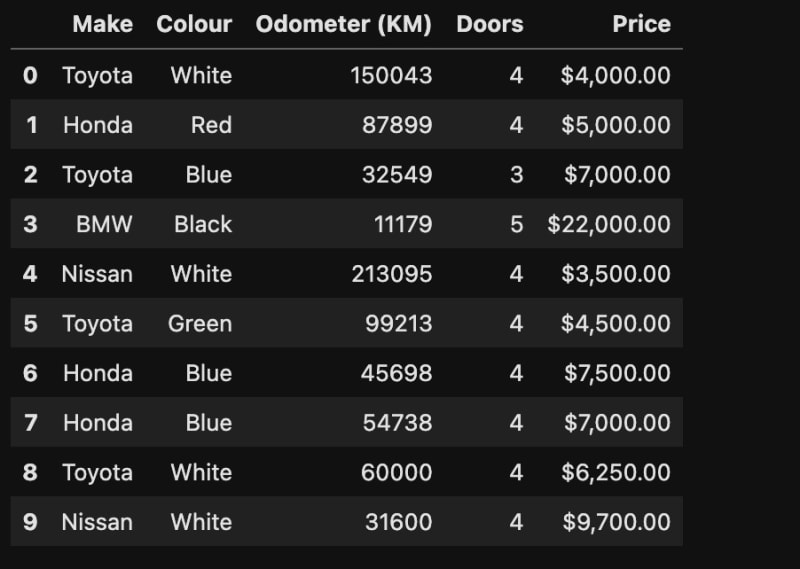 Make Colour Odometer (KM) Doors Price
0 Toyota White 150043 4 $4,000.00
1 Honda Red 87899 4 $5,000.00
2 Toyota Blue 32549 3 $7,000.00
3 BMW Black 11179 5 $22,000.00
4 Nissan White 213095 4 $3,500.00
5 Toyota Green 99213 4 $4,500.00
6 Honda Blue 45698 4 $7,500.00
7 Honda Blue 54738 4 $7,000.00
8 Toyota White 60000 4 $6,250.00
9 Nissan White 31600 4 $9,700.00